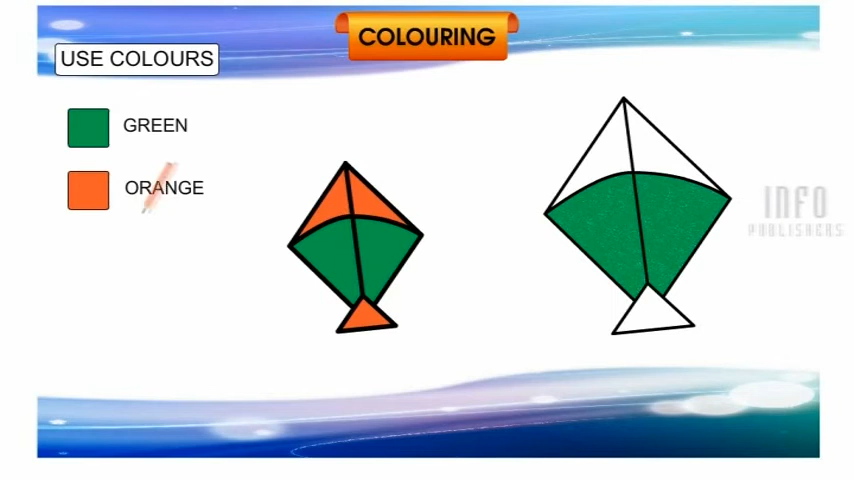 COLOURING
USE COLOURS
GREEN
ORANGE
INFO
PUBLISHERS